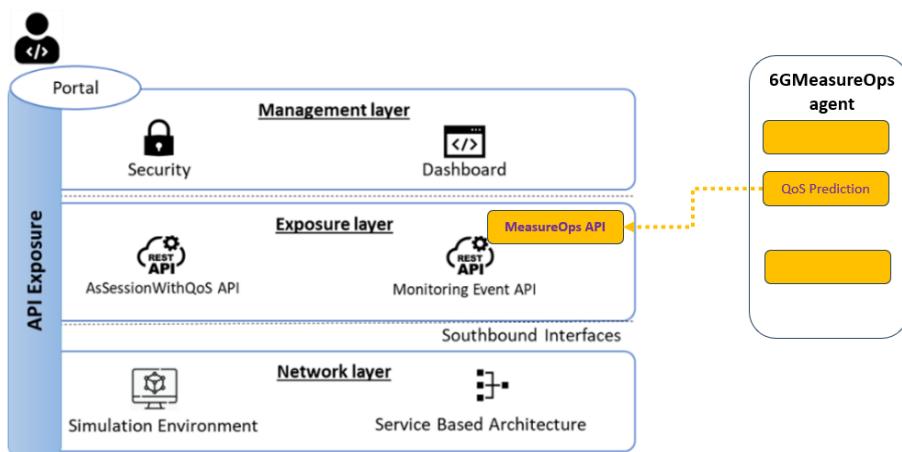 Portal
API Exposure
Management layer
Security
</>
Dashboard
Exposure layer
MeasureOps API
REST
API
AsSessionWithQoS API
REST
API
Monitoring Event API
Southbound Interfaces
Network layer
Simulation Environment
Service Based Architecture
6GMeasureOps
agent
QoS Prediction